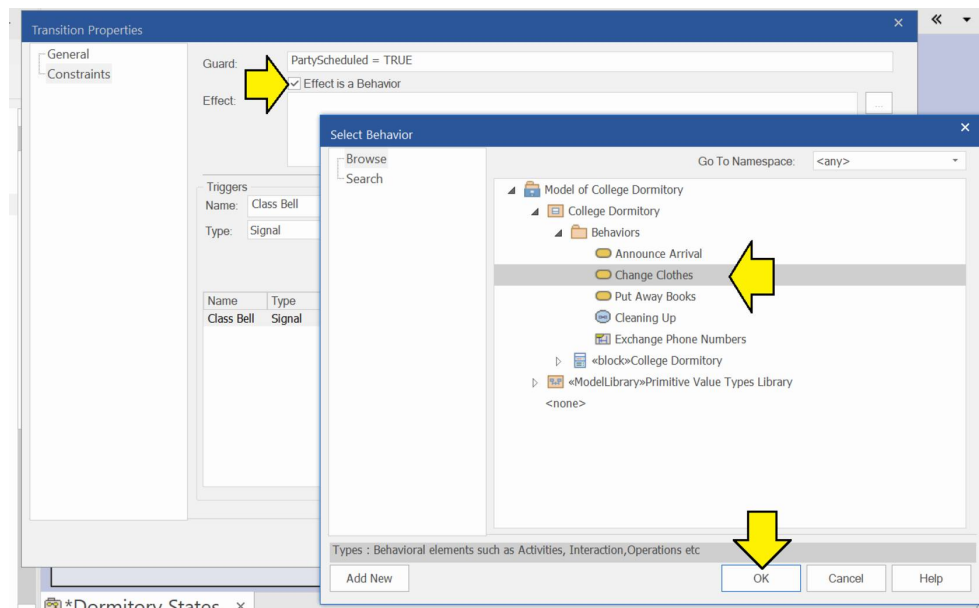 Transition Properties
General
Constraints
Guard:
PartyScheduled = TRUE
Effect is a Behavior
Effect:
...
Triggers
Name:
Class Bell
Type:
Signal
Name
Type
Class Bell
Signal
Select Behavior
Browse
Search
Go To Namespace:
<any>
Model of College Dormitory
College Dormitory
Behaviors
Announce Arrival
Change Clothes
Put Away Books
Cleaning Up
Exchange Phone Numbers
«block»College Dormitory
«ModelLibrary»Primitive Value Types Library
<none>
Types : Behavioral elements such as Activities, Interaction,Operations etc
Add New
OK
Cancel
Help
*Dormitory States